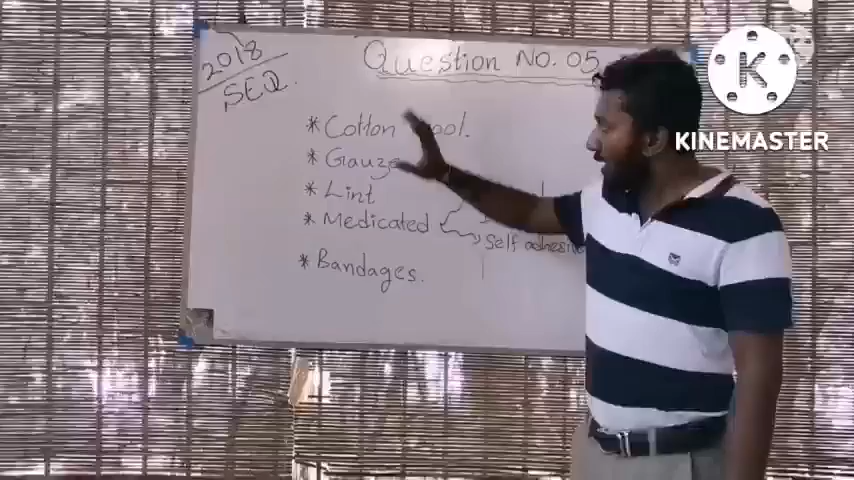 2018
SEQ.
Question No. 05
* Cotton
* Gauze
* Lint
* Medicated
Self adhesive
* Bandages.
K
KINEMASTER